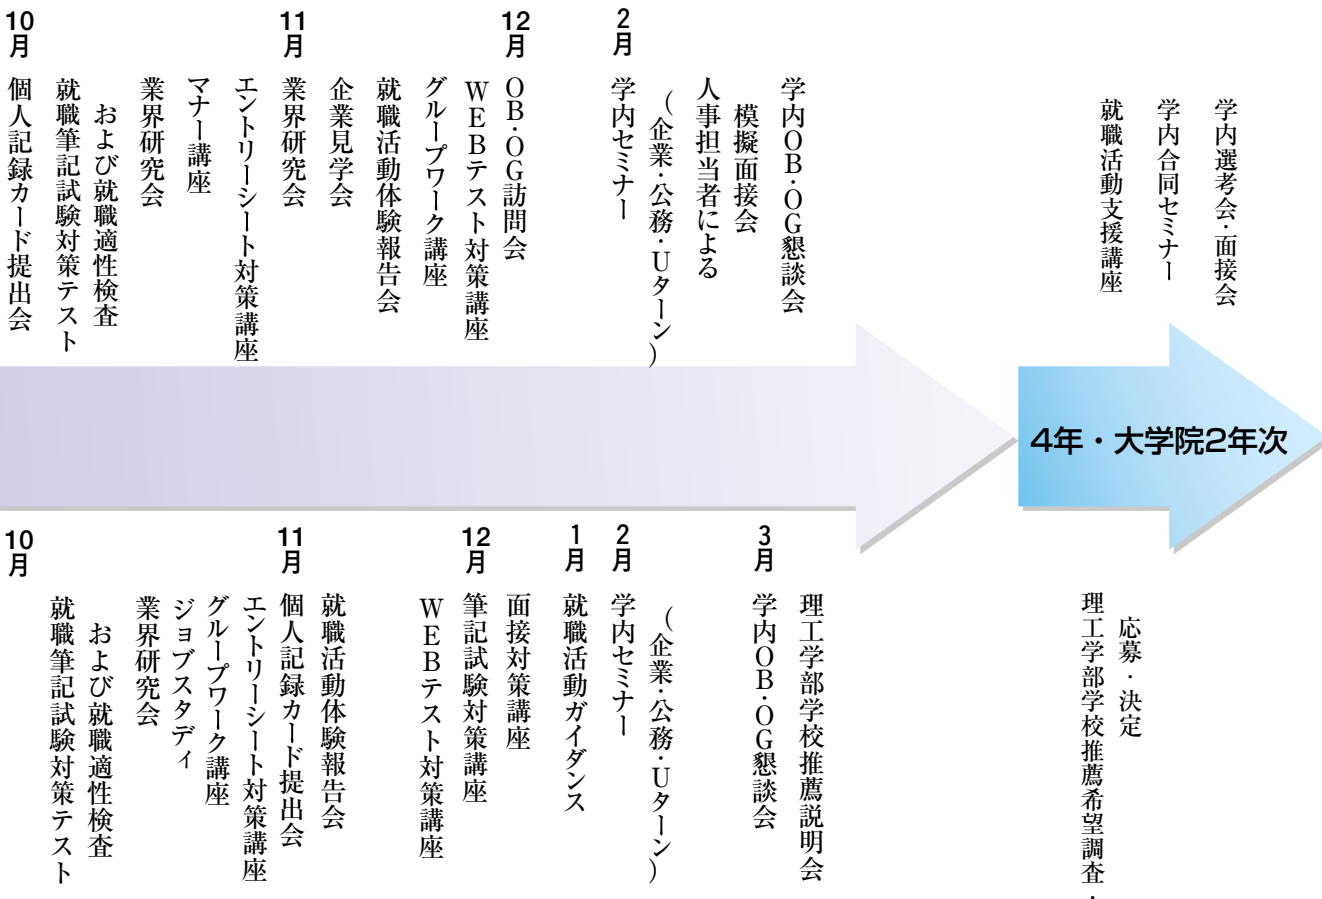 10月
個人記録カード提出会
就職筆記試験対策テスト
および就職適性検査
業界研究会
マナー講座
エントリーシート対策講座
11月
業界研究会
企業見学会
就職活動体験報告会
グループワーク講座
WEBテスト対策講座
12月
OB・OG訪問会
2月
学内セミナー
(企業・公務・Uターン)
人事担当者による
模擬面接会
学内OB・OG懇談会
就職活動支援講座
学内合同セミナー
学内選考会・面接会
4年・大学院2年次
10月
就職筆記試験対策テスト
および就職適性検査
業界研究会
ジョブスタディ
グループワーク講座
エントリーシート対策講座
11月
個人記録カード提出会
就職活動体験報告会
WEBテスト対策講座
12月
筆記試験対策講座
面接対策講座
1月
就職活動ガイダンス
2月
学内セミナー
(企業・公務・Uターン)
3月
学内OB・OG懇談会
理工学部学校推薦説明会
理工学部学校推薦希望調査・
応募・決定